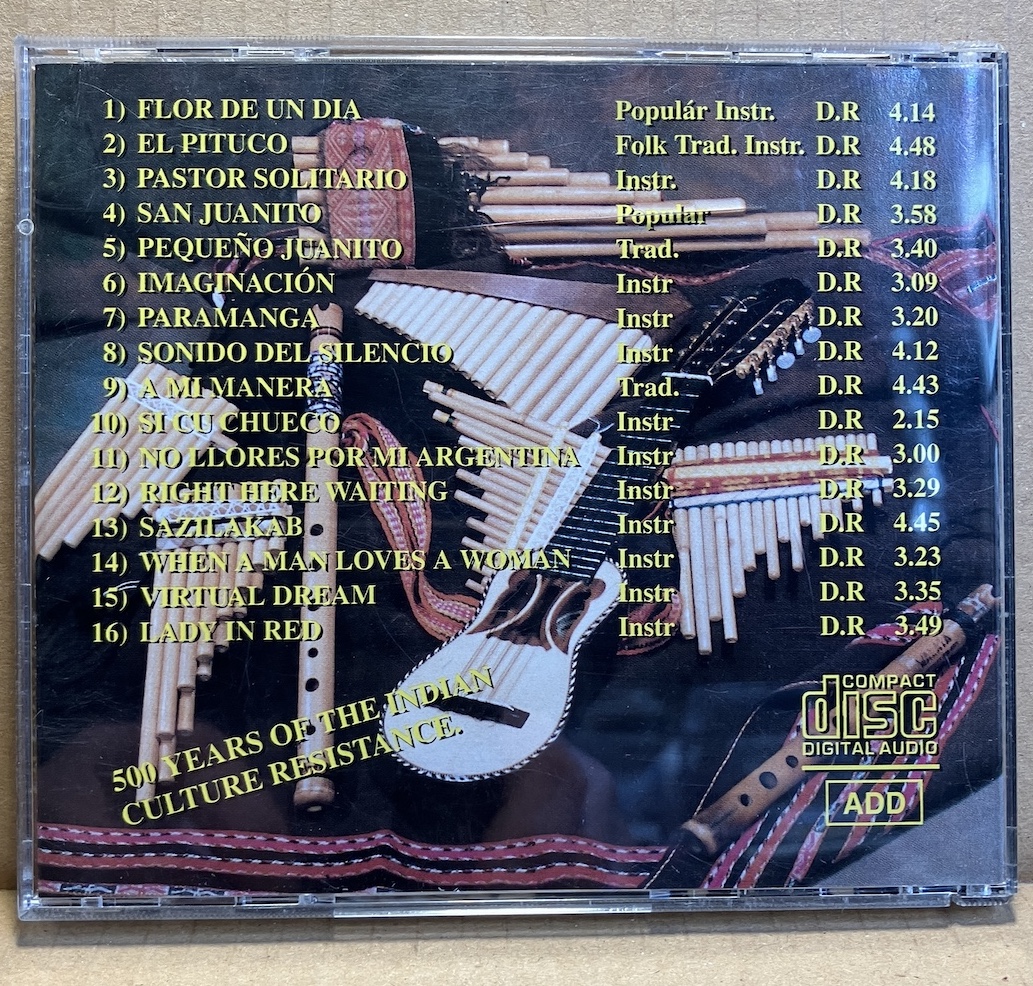 1) FLOR DE UN DIA Populár Instr. D.R 4.14
2) EL PITUCO Folk Trad. Instr. D.R 4.48
3) PASTOR SOLITARIO Instr. D.R 4.18
4) SAN JUANITO Popular D.R 3.58
5) PEQUEÑO JUANITO Trad. D.R 3.40
6) IMAGINACIÓN Instr D.R 3.09
7) PARAMANGA Instr D.R 3.20
8) SONIDO DEL SILENCIO Instr D.R 4.12
9) A MI MANERA Trad. D.R 4.43
10) SI CU CHUECO Instr D.R 2.15
11) NO LLORES POR MI ARGENTINA Instr D.R 3.00
12) RIGHT HERE WAITING Instr D.R 3.29
13) SAZILAKAB Instr D.R 4.45
14) WHEN A MAN LOVES A WOMAN Instr D.R 3.23
15) VIRTUAL DREAM Instr D.R 3.35
16) LADY IN RED Instr D.R 3.49
500 YEARS OF THE INDIAN
CULTURE RESISTANCE.
COMPACT
disc
DIGITAL AUDIO
ADD